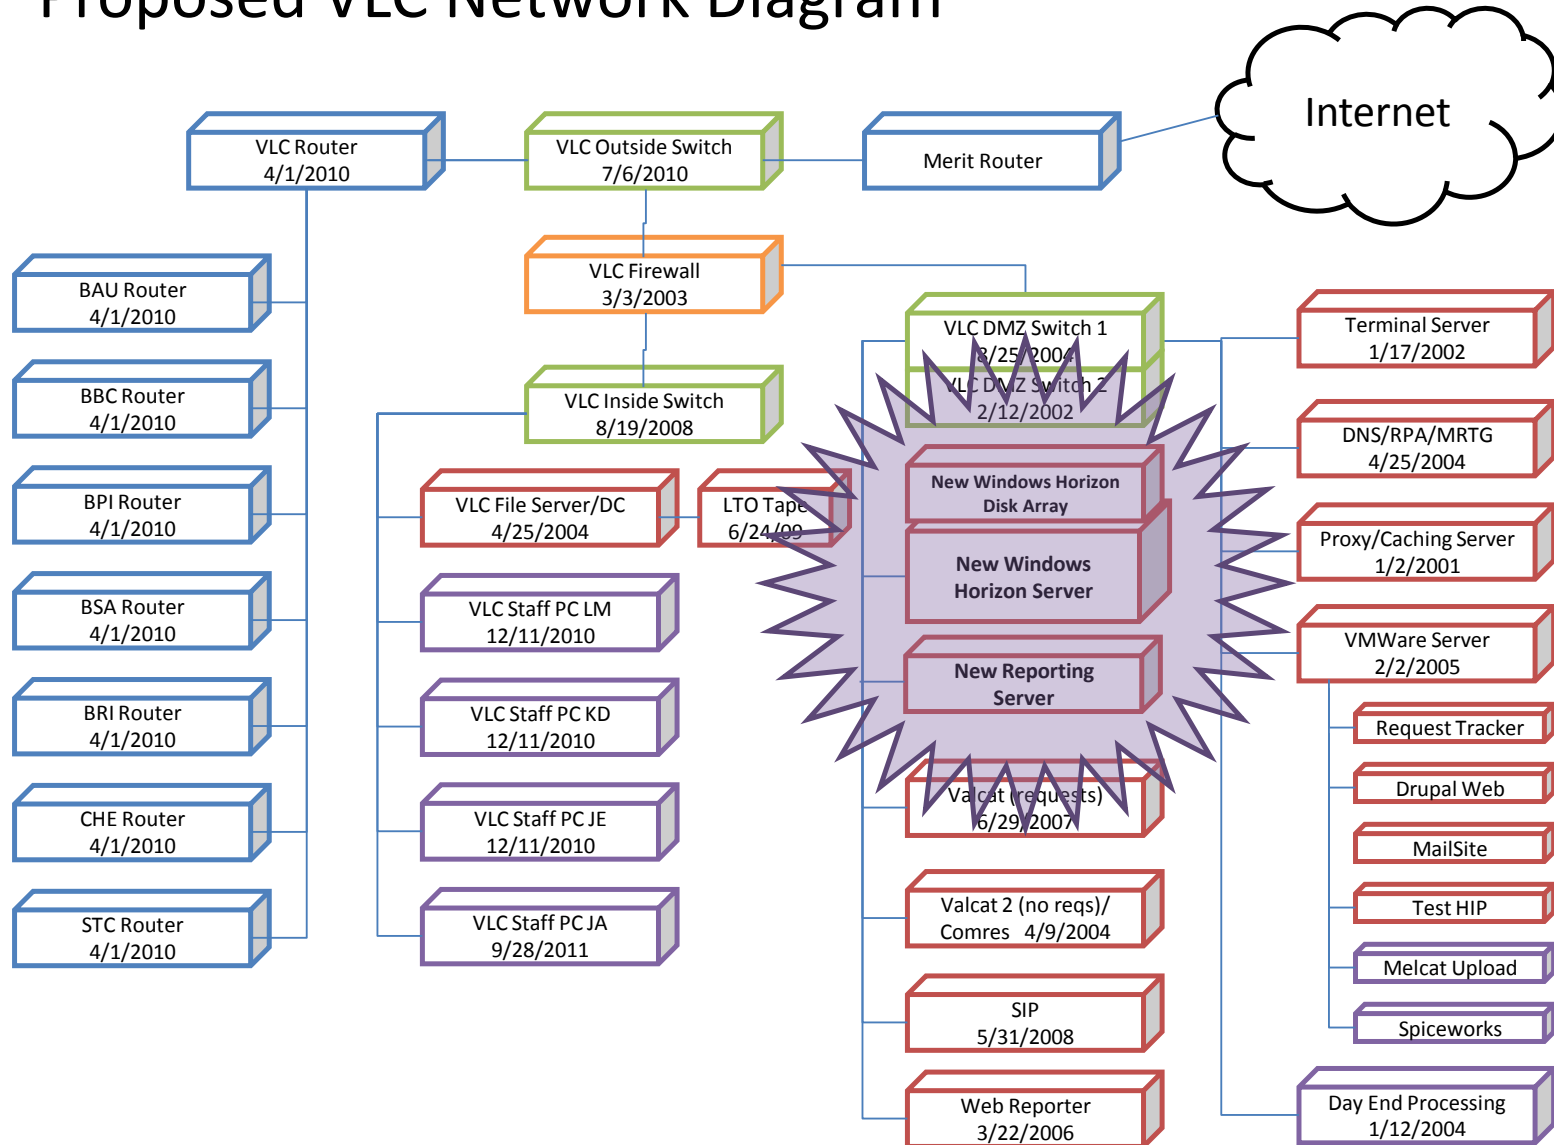 Proposed VLC Network Diagram
Internet
VLC Router
4/1/2010
VLC Outside Switch
7/6/2010
Merit Router
BAU Router
4/1/2010
BBC Router
4/1/2010
BPI Router
4/1/2010
BSA Router
4/1/2010
BRI Router
4/1/2010
CHE Router
4/1/2010
STC Router
4/1/2010
VLC Firewall
3/3/2003
VLC Inside Switch
8/19/2008
VLC File Server/DC
4/25/2004
LTO Tape
6/24/09
VLC Staff PC LM
12/11/2010
VLC Staff PC KD
12/11/2010
VLC Staff PC JE
12/11/2010
VLC Staff PC JA
9/28/2011
VLC DMZ Switch 1
8/25/2004
VLC DMZ Switch 2
2/12/2002
New Windows Horizon
Disk Array
New Windows
Horizon Server
New Reporting
Server
Valcat (requests)
6/29/2007
Valcat 2 (no reqs)/
Comres 4/9/2004
SIP
5/31/2008
Web Reporter
3/22/2006
Terminal Server
1/17/2002
DNS/RPA/MRTG
4/25/2004
Proxy/Caching Server
1/2/2001
VMWare Server
2/2/2005
Request Tracker
Drupal Web
MailSite
Test HIP
Melcat Upload
Spiceworks
Day End Processing
1/12/2004